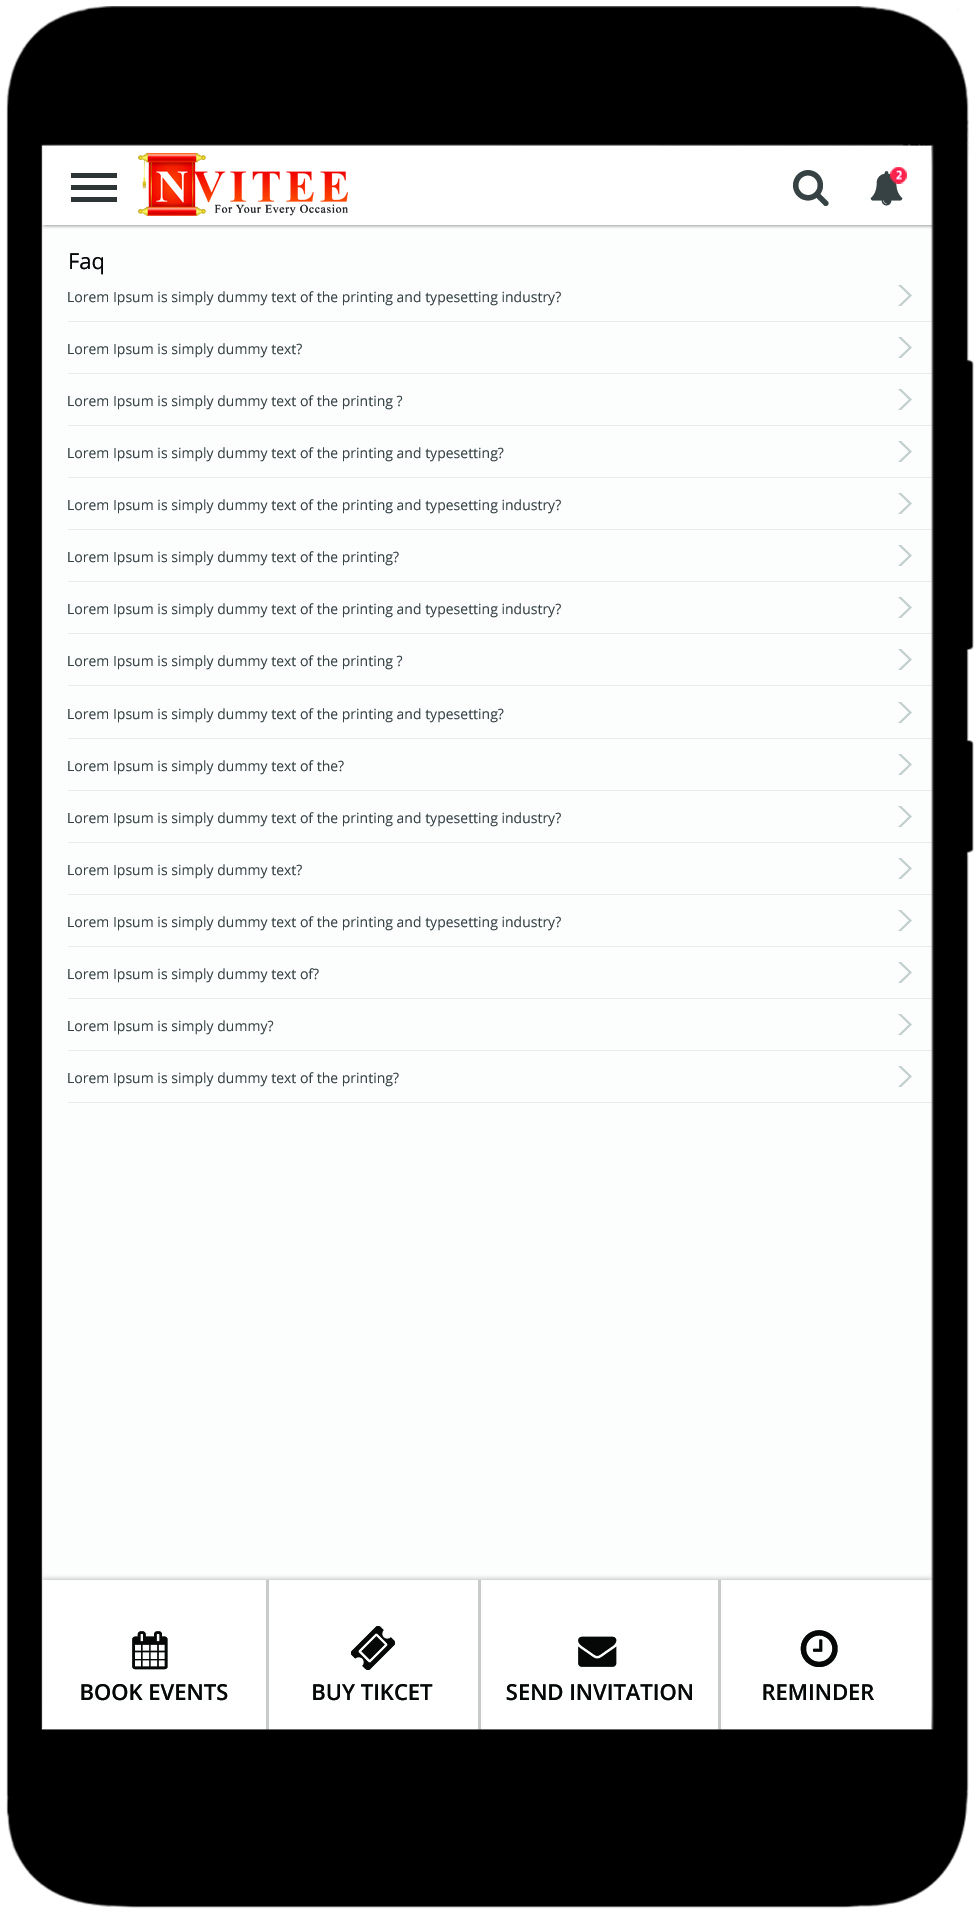 NVITEE
For Your Every Occasion
2
Faq
Lorem Ipsum is simply dummy text of the printing and typesetting industry?
Lorem Ipsum is simply dummy text?
Lorem Ipsum is simply dummy text of the printing ?
Lorem Ipsum is simply dummy text of the printing and typesetting?
Lorem Ipsum is simply dummy text of the printing and typesetting industry?
Lorem Ipsum is simply dummy text of the printing?
Lorem Ipsum is simply dummy text of the printing and typesetting industry?
Lorem Ipsum is simply dummy text of the printing ?
Lorem Ipsum is simply dummy text of the printing and typesetting?
Lorem Ipsum is simply dummy text of the?
Lorem Ipsum is simply dummy text of the printing and typesetting industry?
Lorem Ipsum is simply dummy text?
Lorem Ipsum is simply dummy text of the printing and typesetting industry?
Lorem Ipsum is simply dummy text of?
Lorem Ipsum is simply dummy?
Lorem Ipsum is simply dummy text of the printing?
BOOK EVENTS
BUY TIKCET
SEND INVITATION
REMINDER